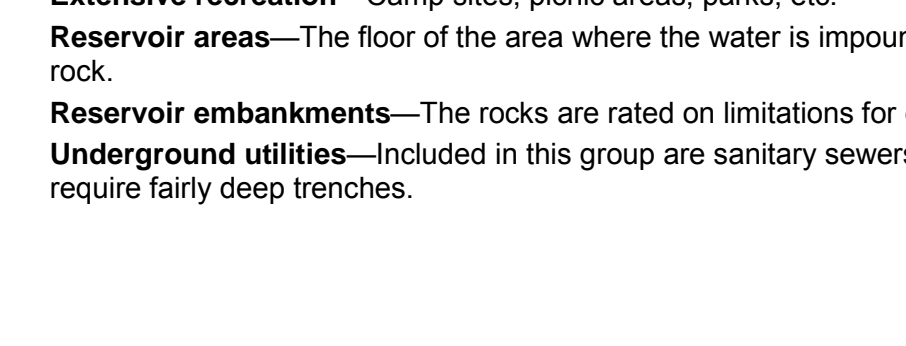 Extensive recreation—Camp sites, picnic areas, parks, etc.
Reservoir areas—The floor of the area where the water is
rock.
Reservoir embankments—The rocks are rated on limitations for
Underground utilities—Included in this group are sanitary sewers
require fairly deep trenches.